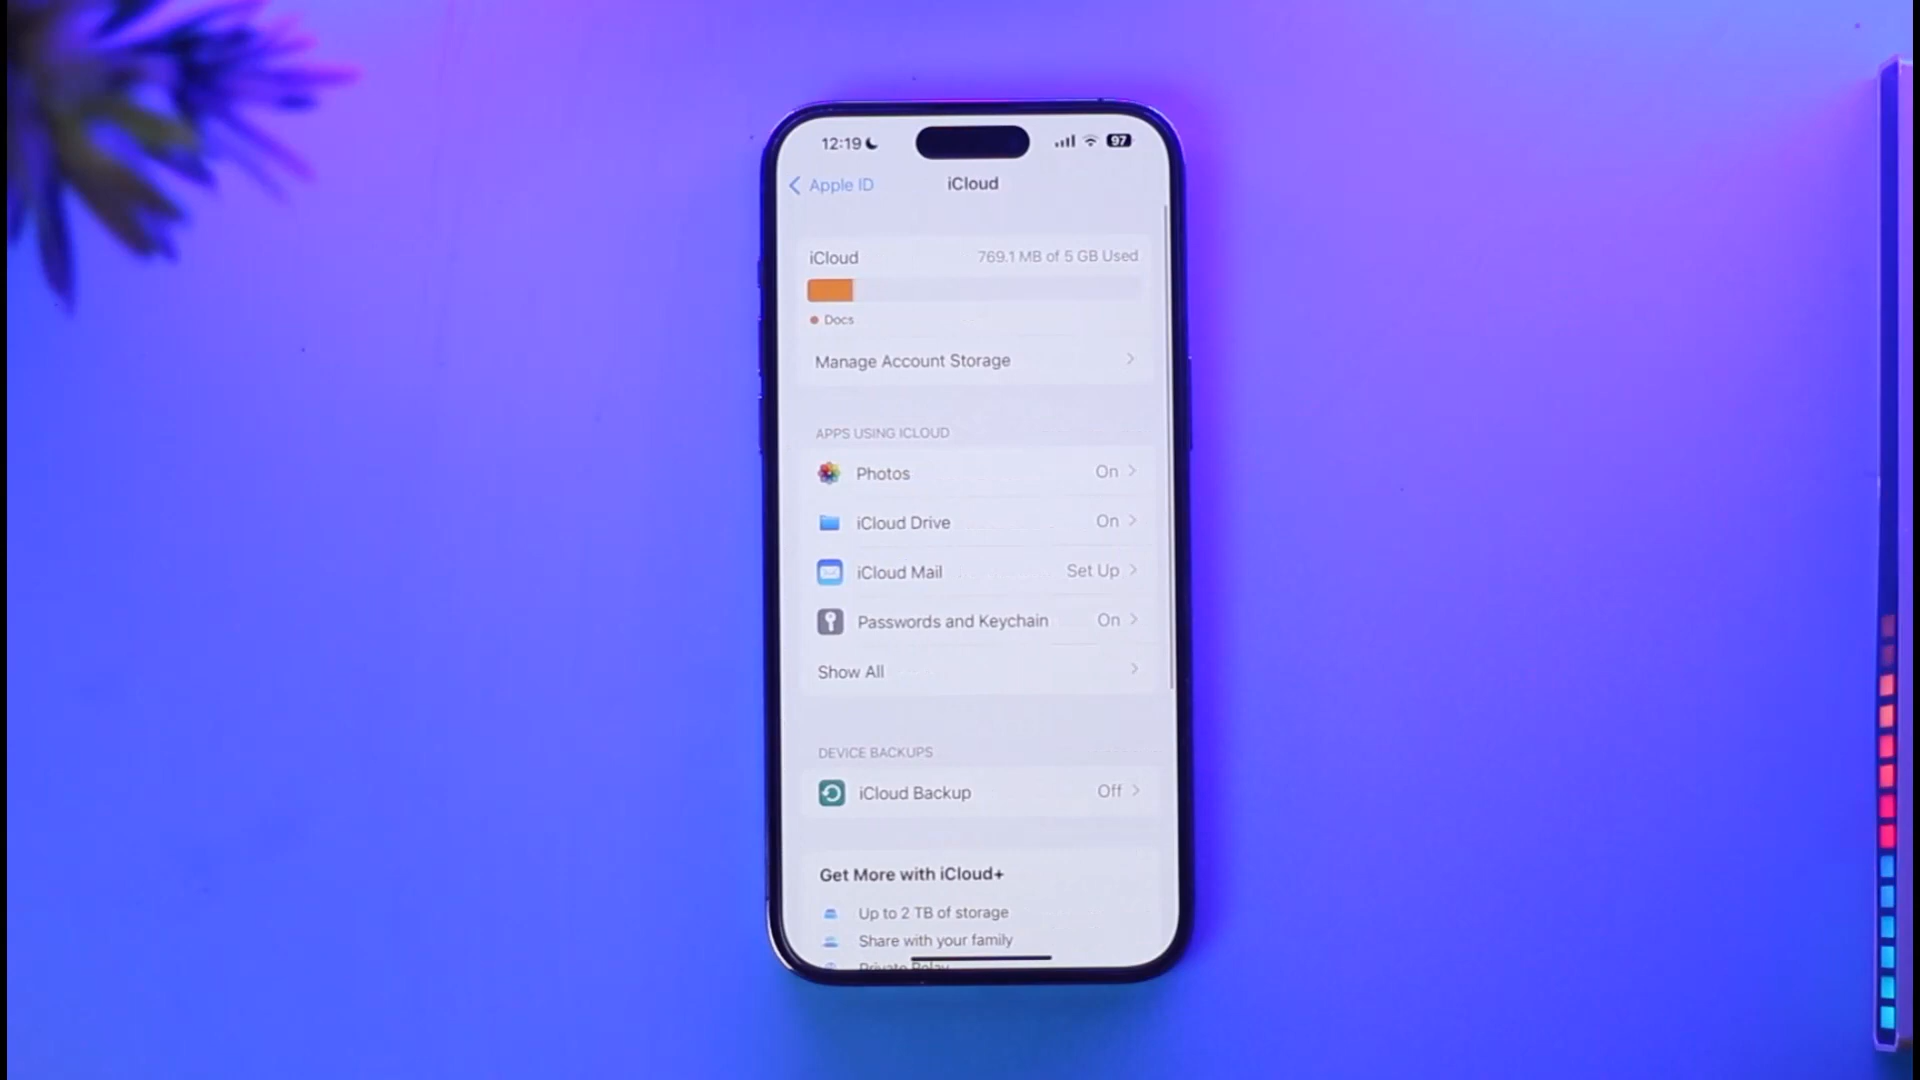 12:19
97
Apple ID
iCloud
iCloud
769.1 MB of 5 GB Used
Docs
Manage Account Storage
APPS USING ICLOUD
Photos
On
iCloud Drive
On
iCloud Mail
Set Up
Passwords and Keychain
On
Show All
DEVICE BACKUPS
iCloud Backup
Off
Get More with iCloud+
Up to 2 TB of storage
Share with your family
Private Relay